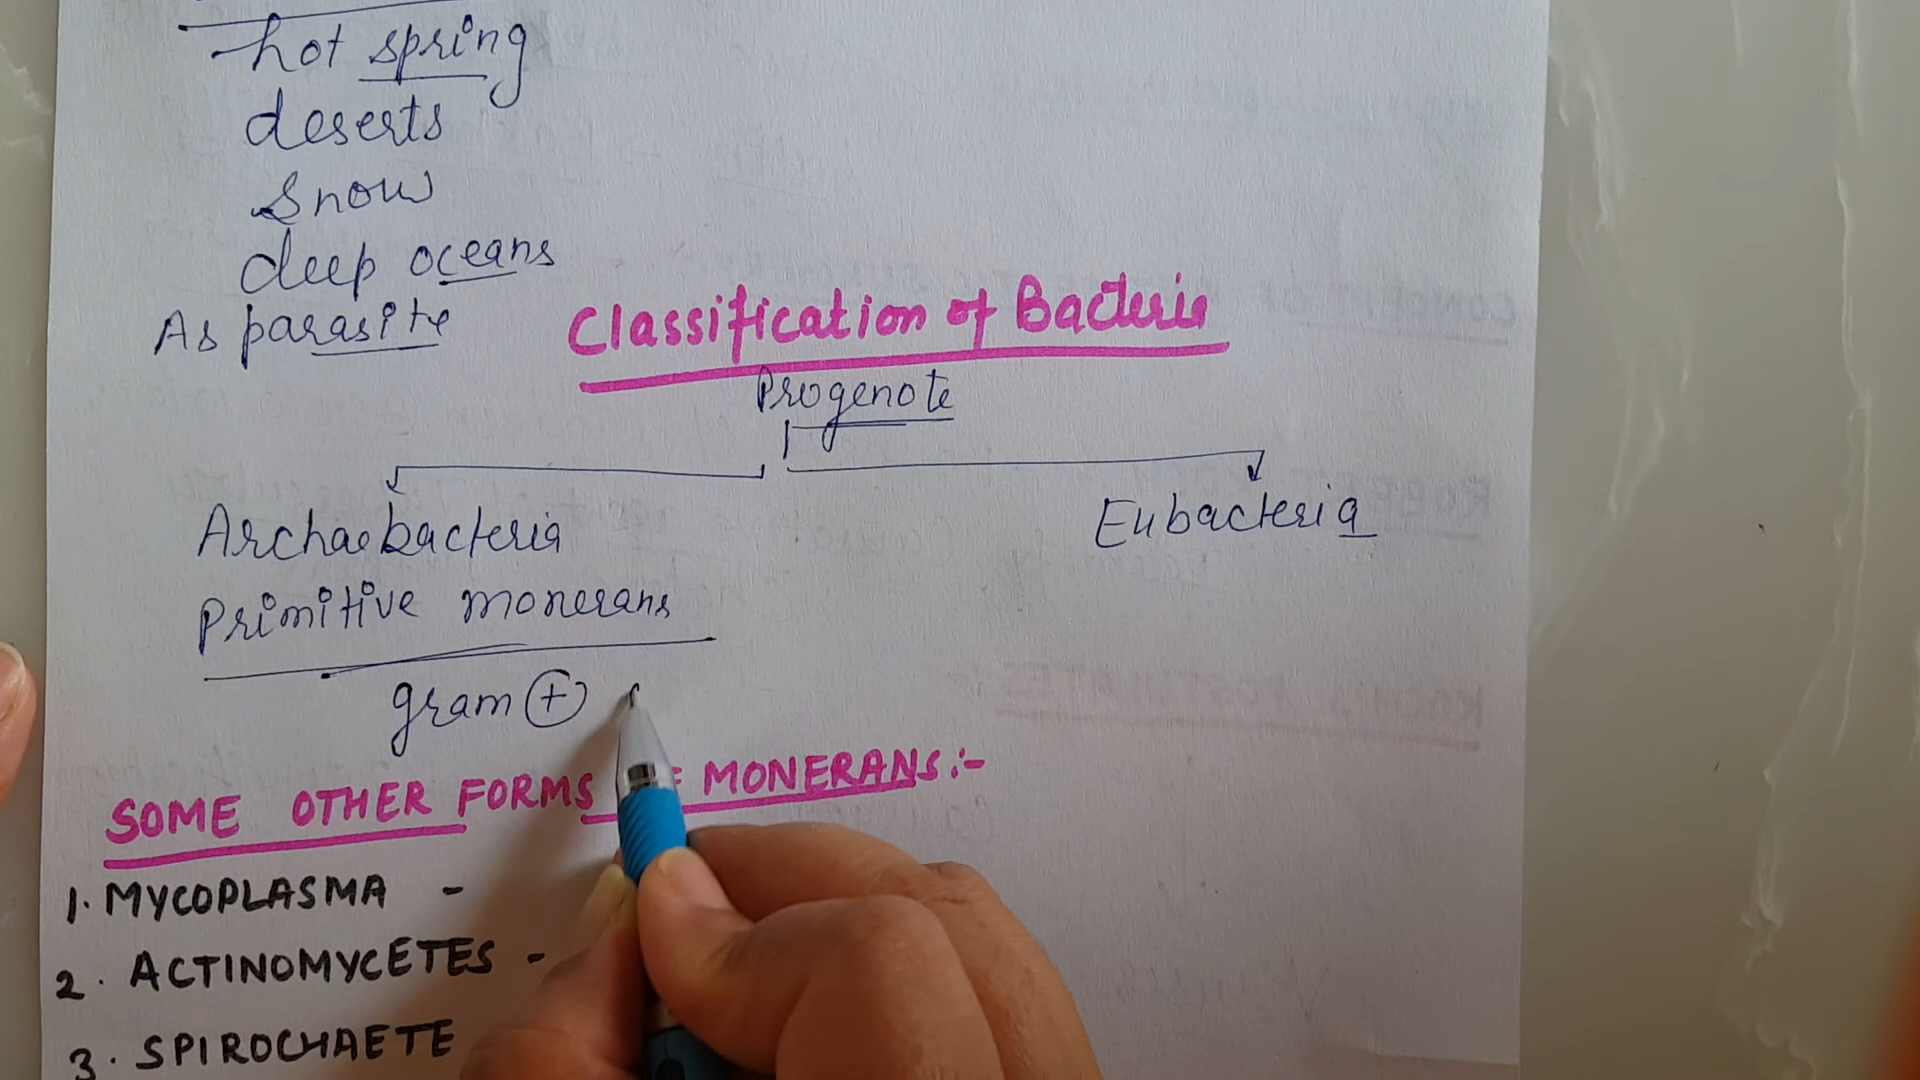 hot spring
deserts
Snow
deep oceans
As parasite
Classification of Bacteria
Progenote
Archaebacteria
Eubacteria
Primitive monerans
gram +
SOME OTHER FORMS MONERANS:-
1. MYCOPLASMA -
2. ACTINOMYCETES -
3. SPIROCHAETE